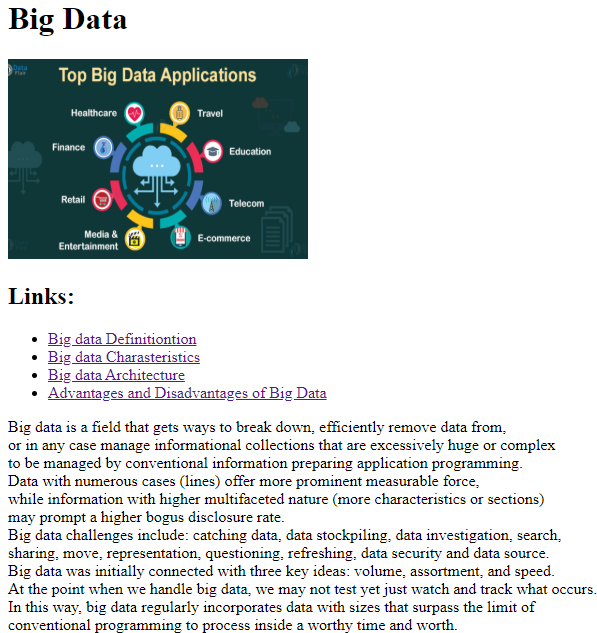 Big Data
Data
Flair
Top Big Data Applications
Healthcare
Travel
Finance
Education
Retail
Telecom
Media &
Entertainment
E-commerce
Links:
Big data Definitiontion
Big data Charasteristics
Big data Architecture
Advantages and Disadvantages of Big Data
Big data is a field that gets ways to break down, efficiently remove data from,
or in any case manage informational collections that are excessively huge or complex
to be managed by conventional information preparing application programming.
Data with numerous cases (lines) offer more prominent measurable force,
while information with higher multifaceted nature (more characteristics or sections)
may prompt a higher bogus disclosure rate.
Big data challenges include: catching data, data stockpiling, data investigation, search,
sharing, move, representation, questioning, refreshing, data security and data source.
Big data was initially connected with three key ideas: volume, assortment, and speed.
At the point when we handle big data, we may not test yet just watch and track what occurs.
In this way, big data regularly incorporates data with sizes that surpass the limit of
conventional programming to process inside a worthy time and worth.